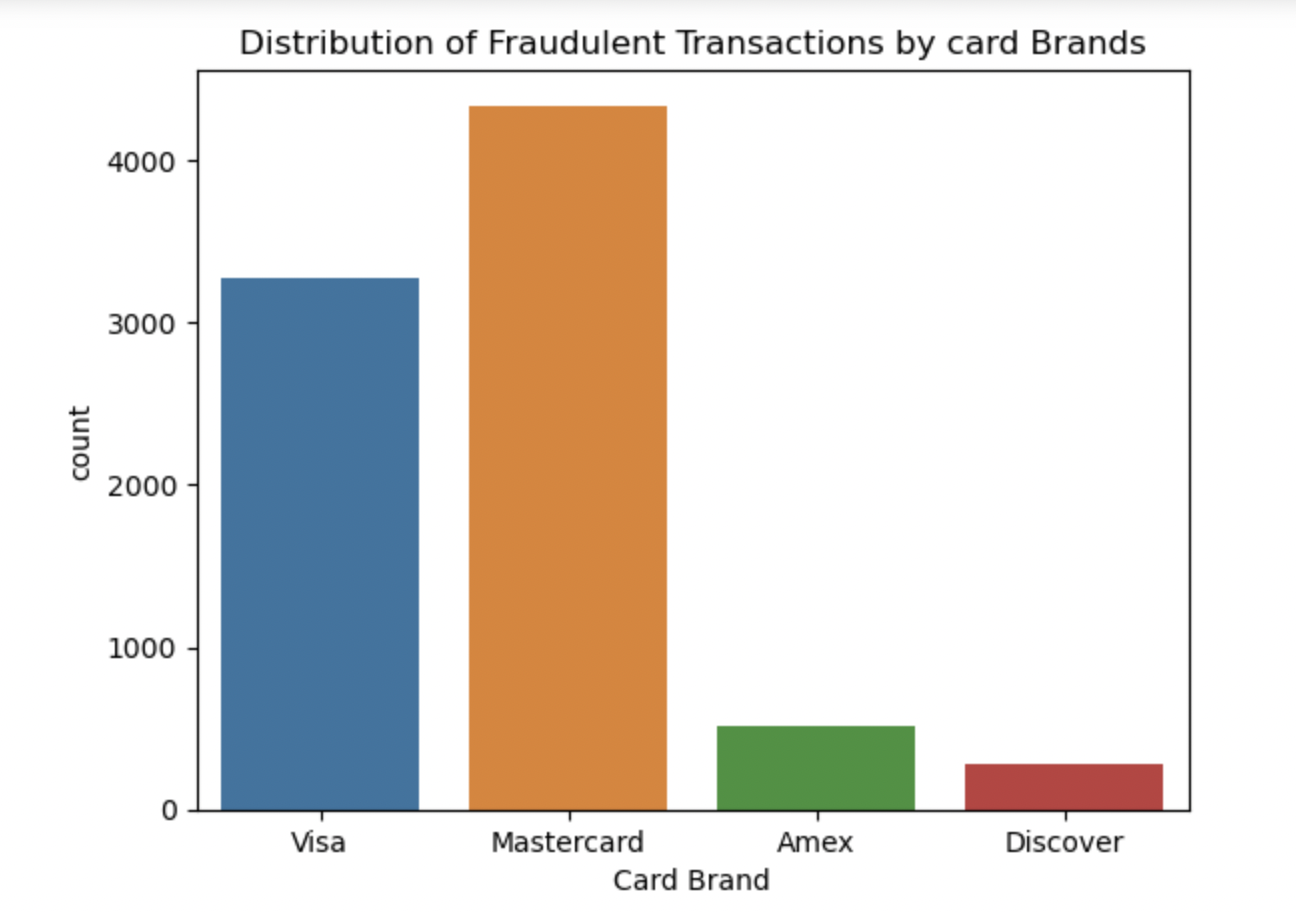 Distribution of Fraudulent Transactions by card Brands
4000
3000
2000
1000
0
count
Visa Mastercard Amex Discover
Card Brand